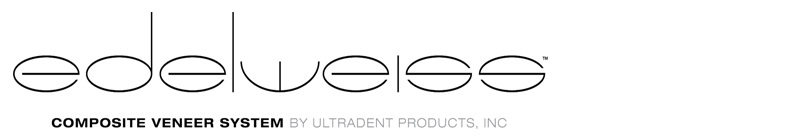 edelweiss™
COMPOSITE VENEER SYSTEM BY ULTRADENT PRODUCTS, INC